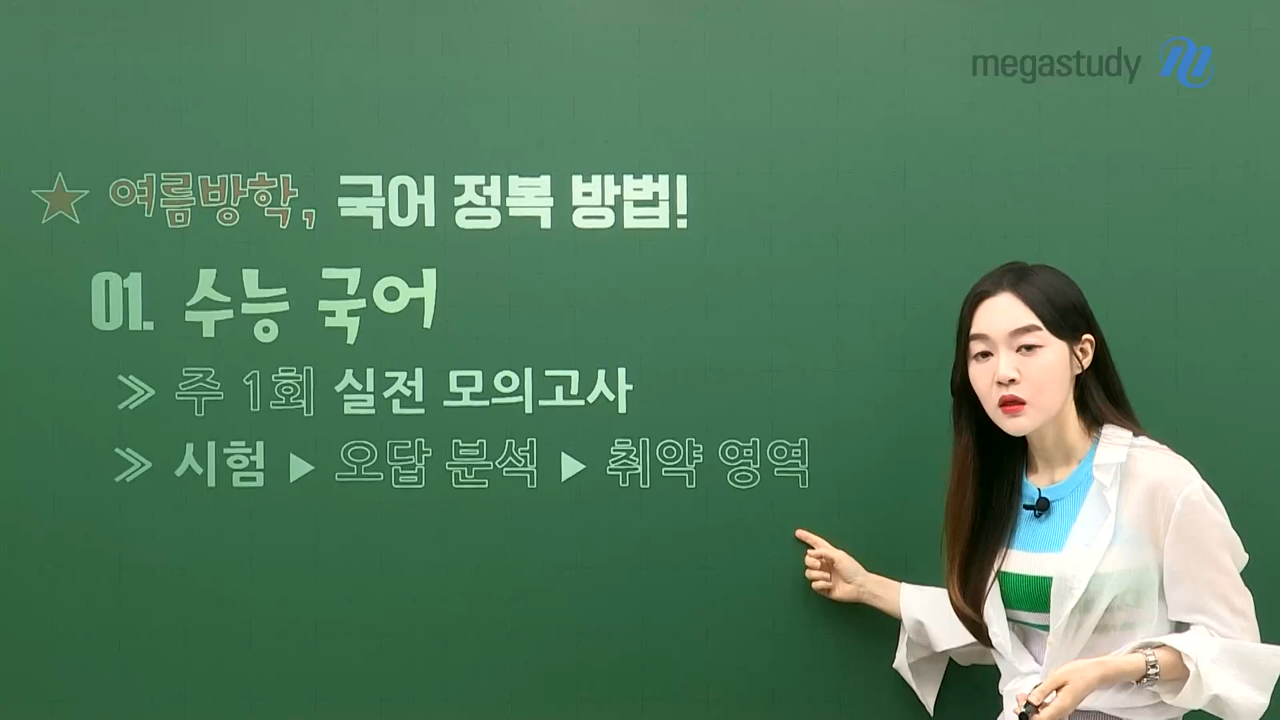 megastudy
★ 여름방학, 국어 정복 방법!
01. 수능 국어
≫ 주 1회 실전 모의고사
≫ 시험 ▶ 오답 분석 ▶ 취약 영역